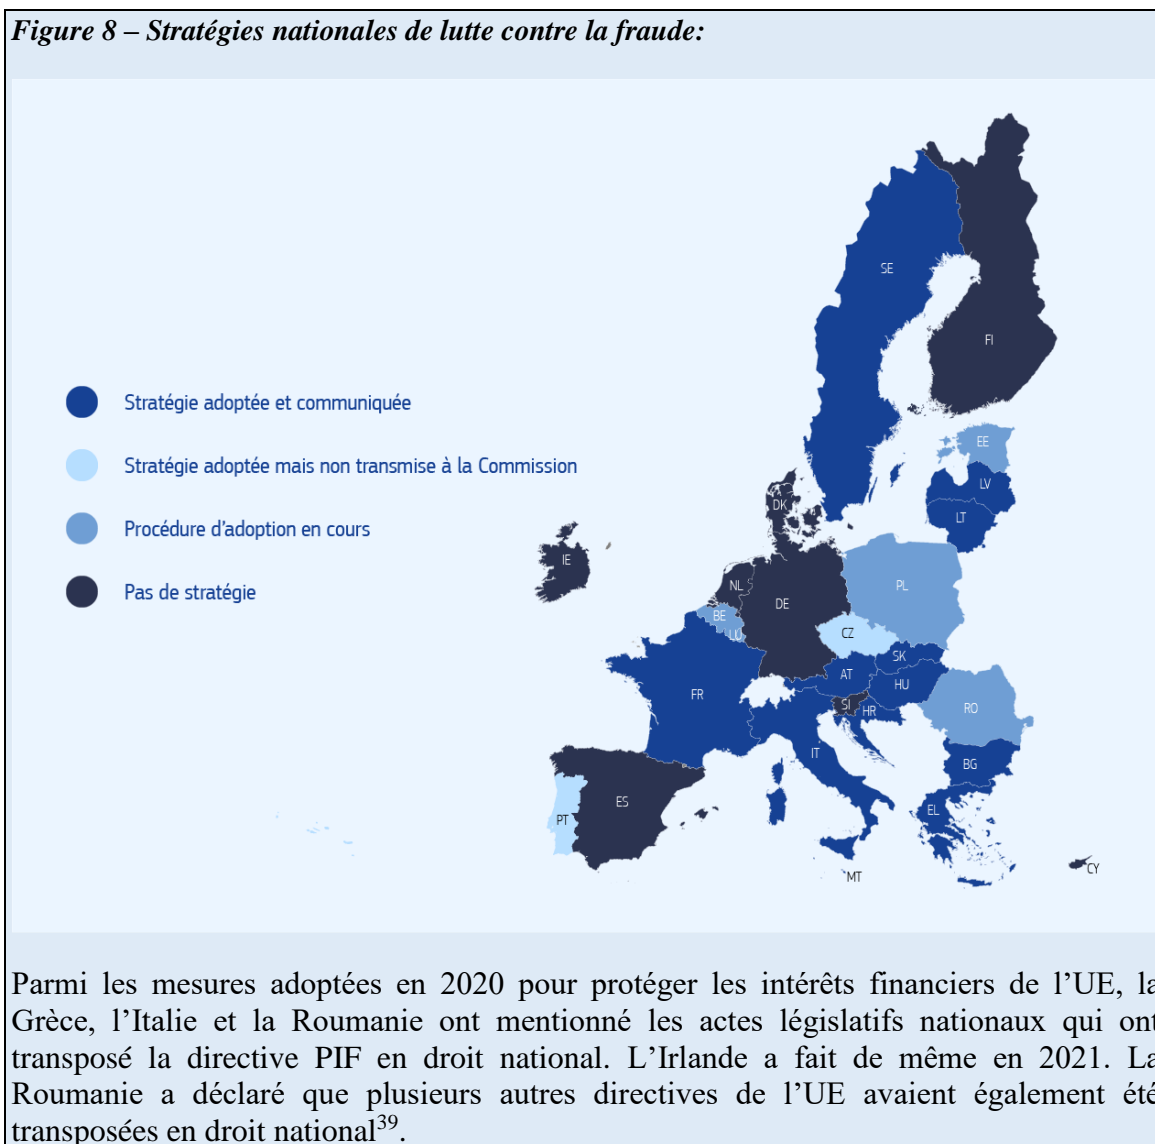 Figure 8 – Stratégies nationales de lutte contre la fraude:
SE
FI
Stratégie adoptée et communiquée
EE
Stratégie adoptée mais non transmise à la Commission
LV
DK
LT
Procédure d'adoption en cours
IE
NL
PL
Pas de stratégie
DE
BE
LU
CZ
SK
AT
HU
FR
SI
HR
RO
IT
BG
ES
EL
PT
CY
MT
Parmi les mesures adoptées en 2020 pour protéger les intérêts financiers de l’UE, la
Grèce, l’Italie et la Roumanie ont mentionné les actes législatifs nationaux qui ont
transposé la directive PIF en droit national. L’Irlande a fait de même en 2021. La
Roumanie a déclaré que plusieurs autres directives de l’UE avaient également été
transposées en droit national³⁹.